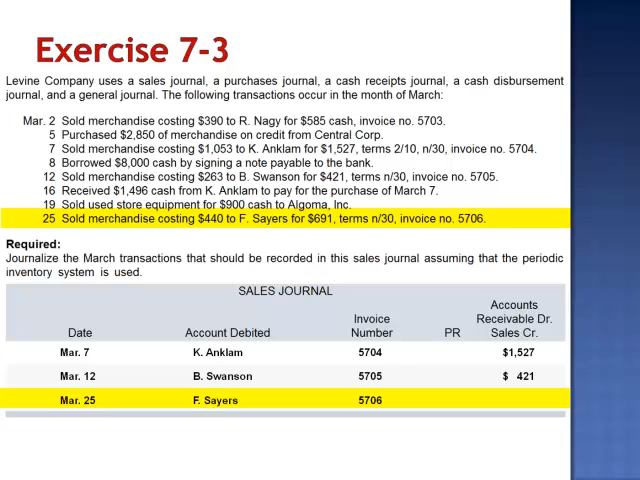 Exercise 7-3
Levine Company uses a sales journal, a purchases journal, a cash receipts journal, a cash disbursement
journal, and a general journal. The following transactions occur in the month of March:
Mar. 2 Sold merchandise costing $390 to R. Nagy for $585 cash, invoice no. 5703.
5 Purchased $2,850 of merchandise on credit from Central Corp.
7 Sold merchandise costing $1,053 to K. Anklam for $1,527, terms 2/10, n/30, invoice no. 5704.
8 Borrowed $8,000 cash by signing a note payable to the bank.
12 Sold merchandise costing $263 to B. Swanson for $421, terms n/30, invoice no. 5705.
16 Received $1,496 cash from K. Anklam to pay for the purchase of March 7.
19 Sold used store equipment for $900 cash to Algoma, Inc.
25 Sold merchandise costing $440 to F. Sayers for $691, terms n/30, invoice no. 5706.
Required:
Journalize the March transactions that should be recorded in this sales journal assuming that the periodic
inventory system is used.
SALES JOURNAL
Date Account Debited Invoice Number PR Accounts Receivable Dr. Sales Cr.
Mar. 7 K. Anklam 5704 $1,527
Mar. 12 B. Swanson 5705 $ 421
Mar. 25 F. Sayers 5706